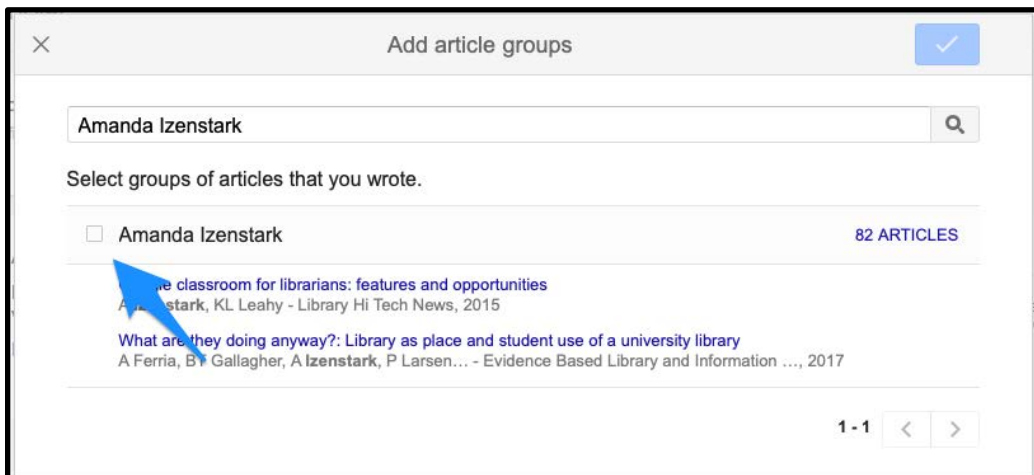 Add article groups
Amanda Izenstark
Select groups of articles that you wrote.
Amanda Izenstark 82 ARTICLES
classroom for librarians: features and opportunities
A stark, KL Leahy - Library Hi Tech News, 2015
What are they doing anyway?: Library as place and student use of a university library
A Ferria, BT Gallagher, A Izenstark, P Larsen... - Evidence Based Library and Information ..., 2017
1 - 1